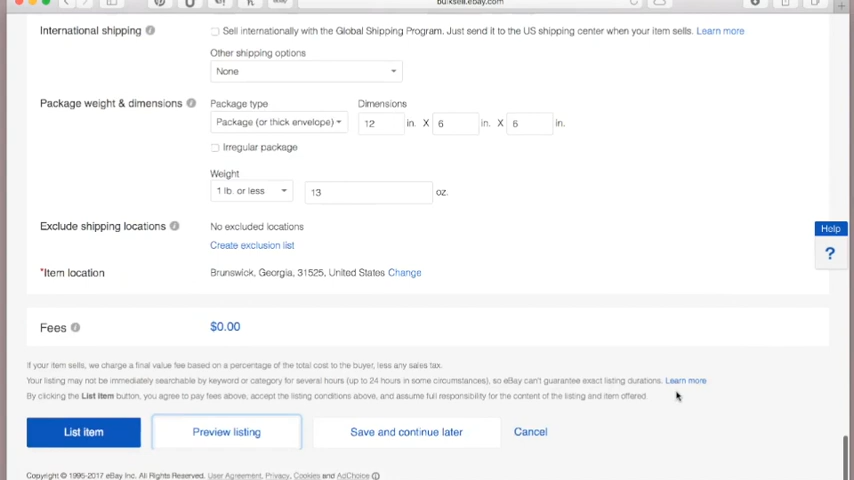 bulksell.ebay.com
International shipping
Sell internationally with the Global Shipping Program. Just send it to the US shipping center when your item sells. Learn more
Other shipping options
None
Package weight & dimensions
Package type
Dimensions
Package (or thick envelope)
12 in. X 6 in. X 6 in.
Irregular package
Weight
1 lb. or less
13 oz.
Exclude shipping locations
No excluded locations
Create exclusion list
Help
?
*Item location
Brunswick, Georgia, 31525, United States Change
Fees
$0.00
If your item sells, we charge a final value fee based on a percentage of the total cost to the buyer, less any sales tax.
Your listing may not be immediately searchable by keyword or category for several hours (up to 24 hours in some circumstances), so eBay can't guarantee exact listing durations. Learn more
By clicking the List item button, you agree to pay fees above, accept the listing conditions above, and assume full responsibility for the content of the listing and item offered.
List item
Preview listing
Save and continue later
Cancel
Copyright © 1995-2017 eBay Inc. All Rights Reserved. User Agreement, Privacy, Cookies and AdChoice